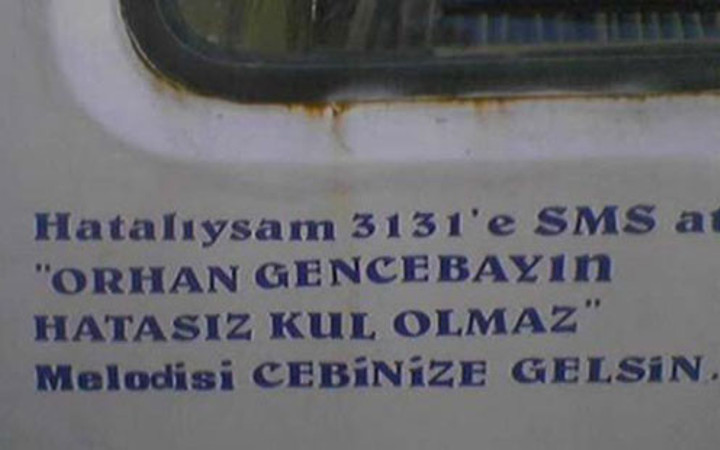 Hatalıysam 3131'e SMS at
"ORHAN GENCEBAYIn
HATASIZ KUL OLMAZ"
Melodisi CEBiNiZE GELSiN.